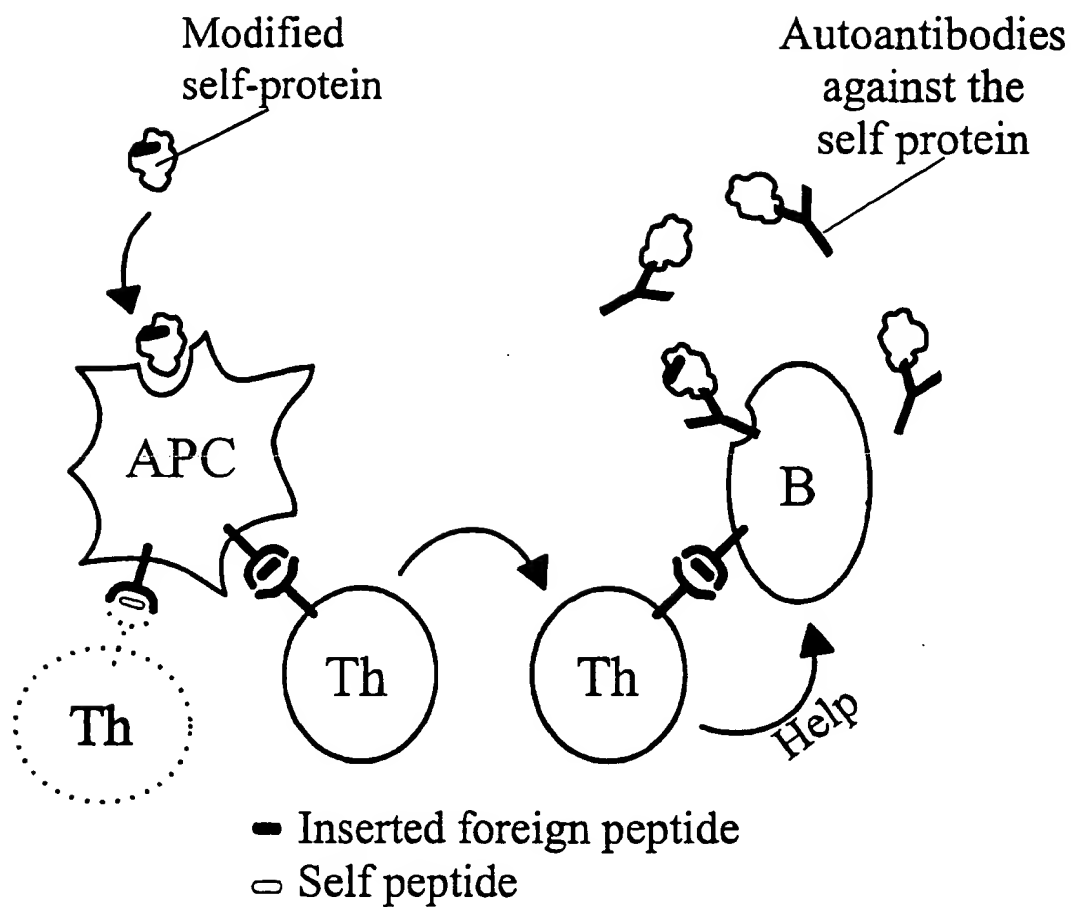 Modified
self-protein
Autoantibodies
against the
self protein
APC
B
Th
Th
Th
Help
Inserted foreign peptide
Self peptide